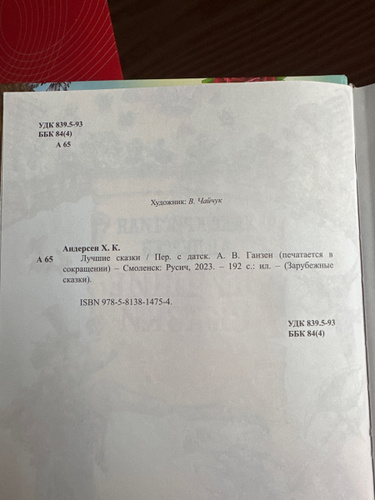 УДК 839.5-93
ББК 84(4)
А 65
Художник: В. Чайчук
Андерсен Х. К.
А 65 Лучшие сказки / Пер. с датск. А. В. Ганзен (печатается в
сокращении) – Смоленск: Русич, 2023. – 192 с.: ил. – (Зарубежные
сказки).
ISBN 978-5-8138-1475-4.
УДК 839.5-93
ББК 84(4)